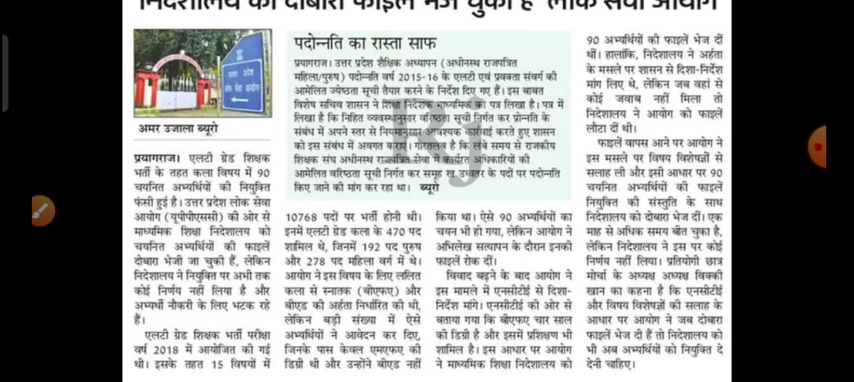 निदेशालय को दोबारा फाइल भेज चुका है लोक सेवा आयोग
अमर उजाला ब्यूरो
प्रयागराज। एलटी ग्रेड शिक्षक
भर्ती के तहत कला विषय में 90
चयनित अभ्यर्थियों की नियुक्ति
फंसी हुई है। उत्तर प्रदेश लोक सेवा
आयोग (यूपीपीएससी) की ओर से
माध्यमिक शिक्षा निदेशालय को
चयनित अभ्यर्थियों की फाइलें
दोबारा भेजी जा चुकी हैं, लेकिन
निदेशालय ने नियुक्ति पर अभी तक
कोई निर्णय नहीं लिया है और
अभ्यर्थी नौकरी के लिए भटक रहे
हैं।
एलटी ग्रेड शिक्षक भर्ती परीक्षा
वर्ष 2018 में आयोजित की गई
थी। इसके तहत 15 विषयों में
पदोन्नति का रास्ता साफ
प्रयागराज। उत्तर प्रदेश शैक्षिक अध्यापन (अधीनस्थ राजपत्रित
महिला/पुरुष) पदोन्नति वर्ष 2015-16 के एलटी एवं प्रवक्ता संवर्ग की
आमेलित ज्येष्ठता सूची तैयार करने के निर्देश दिए गए हैं। इस बाबत
विशेष सचिव शासन ने शिक्षा निदेशक माध्यमिक को पत्र लिखा है। पत्र में
लिखा है कि निहित व्यवस्थानुसार वरिष्ठता सूची निर्गत कर प्रोन्नति के
संबंध में अपने स्तर से नियमानुसार आवश्यक कार्रवाई करते हुए शासन
को इस संबंध में अवगत कराएं। गौरतलब है कि लंबे समय से राजकीय
शिक्षक संघ अधीनस्थ राजपत्रित सेवा में कार्यरत अधिकारियों की
आमेलित वरिष्ठता सूची निर्गत कर समूह ख उच्चतर के पदों पर पदोन्नति
किए जाने की मांग कर रहा था। ब्यूरो
10768 पदों पर भर्ती होनी थी।
इनमें एलटी ग्रेड कला के 470 पद
शामिल थे, जिनमें 192 पद पुरुष
और 278 पद महिला वर्ग में थे।
आयोग ने इस विषय के लिए ललित
कला से स्नातक (बीएफए) और
बीएड की अर्हता निर्धारित की थी,
लेकिन बड़ी संख्या में ऐसे
अभ्यर्थियों ने आवेदन कर दिए,
जिनके पास केवल एमएफए की
डिग्री थी और उन्होंने बीएड नहीं
किया था। ऐसे 90 अभ्यर्थियों का
चयन भी हो गया, लेकिन आयोग ने
अभिलेख सत्यापन के दौरान इनकी
फाइलें रोक दीं।
विवाद बढ़ने के बाद आयोग ने
इस मामले में एनसीटीई से दिशा-
निर्देश मांगे। एनसीटीई की ओर से
बताया गया कि बीएफए चार साल
की डिग्री है और इसमें प्रशिक्षण भी
शामिल है। इस आधार पर आयोग
ने माध्यमिक शिक्षा निदेशालय को
90 अभ्यर्थियों की फाइलें भेज दीं
थीं। हालांकि, निदेशालय ने अर्हता
के मसले पर शासन से दिशा-निर्देश
मांग लिए थे, लेकिन जब वहां से
कोई जवाब नहीं मिला तो
निदेशालय ने आयोग को फाइलें
लौटा दीं थी।
फाइलें वापस आने पर आयोग ने
इस मसले पर विषय विशेषज्ञों से
सलाह ली और इसी आधार पर 90
चयनित अभ्यर्थियों की फाइलें
नियुक्ति की संस्तुति के साथ
निदेशालय को दोबारा भेज दीं। एक
माह से अधिक समय बीत चुका है,
लेकिन निदेशालय ने इस पर कोई
निर्णय नहीं लिया। प्रतियोगी छात्र
मोर्चा के अध्यक्ष अध्यक्ष विक्की
खान का कहना है कि एनसीटीई
और विषय विशेषज्ञों की सलाह के
आधार पर आयोग ने जब दोबारा
फाइलें भेज दी हैं तो निदेशालय को
भी अब अभ्यर्थियों को नियुक्ति दे
देनी चाहिए।